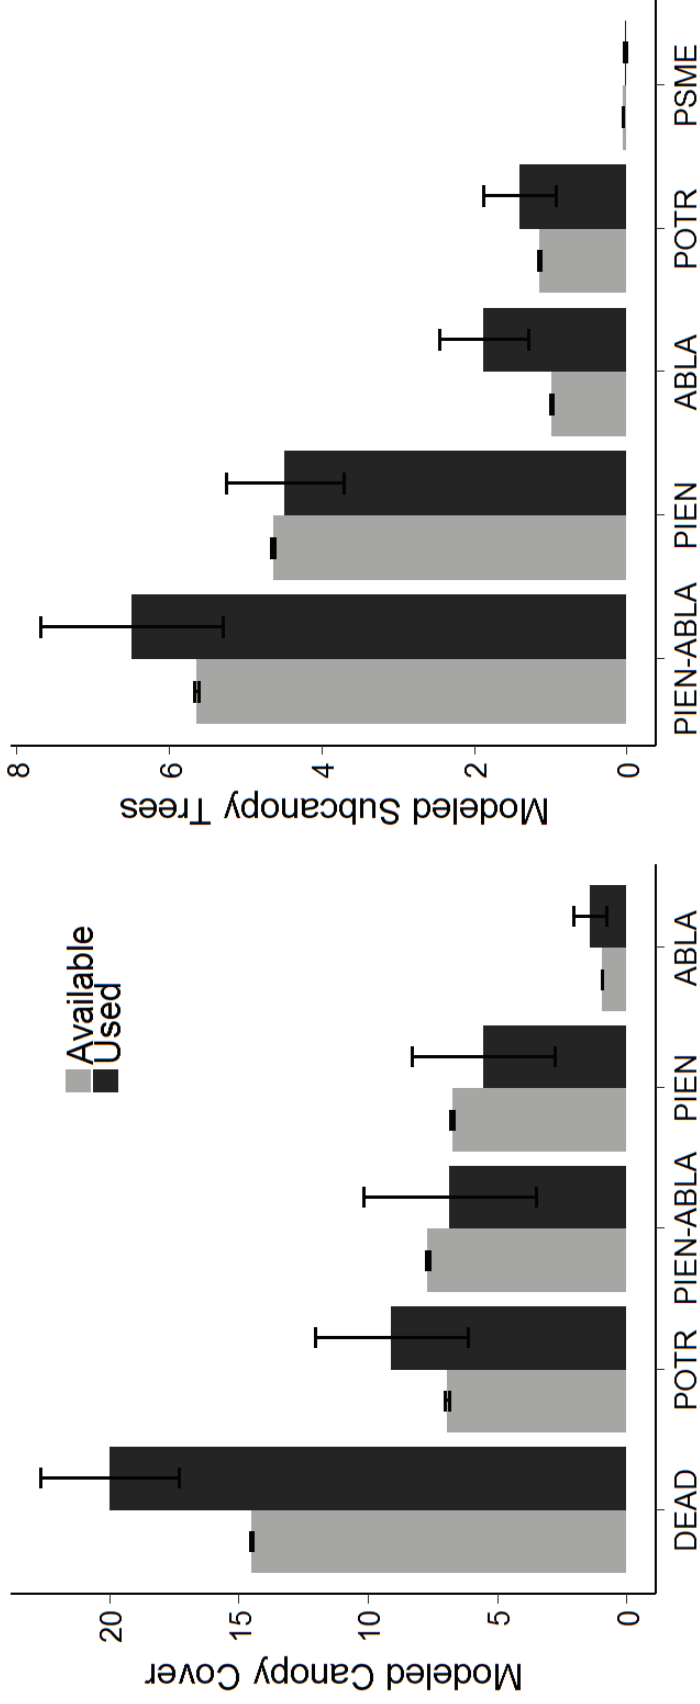 Modeled Canopy Cover
20
15
10
5
0
DEAD
POTR
PIEN-ABLA
PIEN
ABLA
Available
Used
Modeled Subcanopy Trees
8
6
4
2
0
PIEN-ABLA
PIEN
ABLA
POTR
PSME